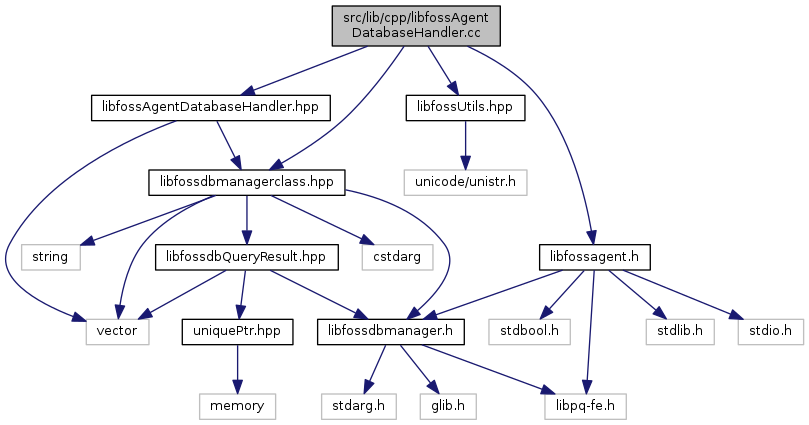 src/lib/cpp/libfossAgent
DatabaseHandler.cc
libfossAgentDatabaseHandler.hpp
libfossUtils.hpp
libfossdbmanagerclass.hpp
unicode/unistr.h
string
libfossdbQueryResult.hpp
cstdarg
libfossagent.h
vector
uniquePtr.hpp
libfossdbmanager.h
stdbool.h
stdlib.h
stdio.h
memory
stdarg.h
glib.h
libpq-fe.h